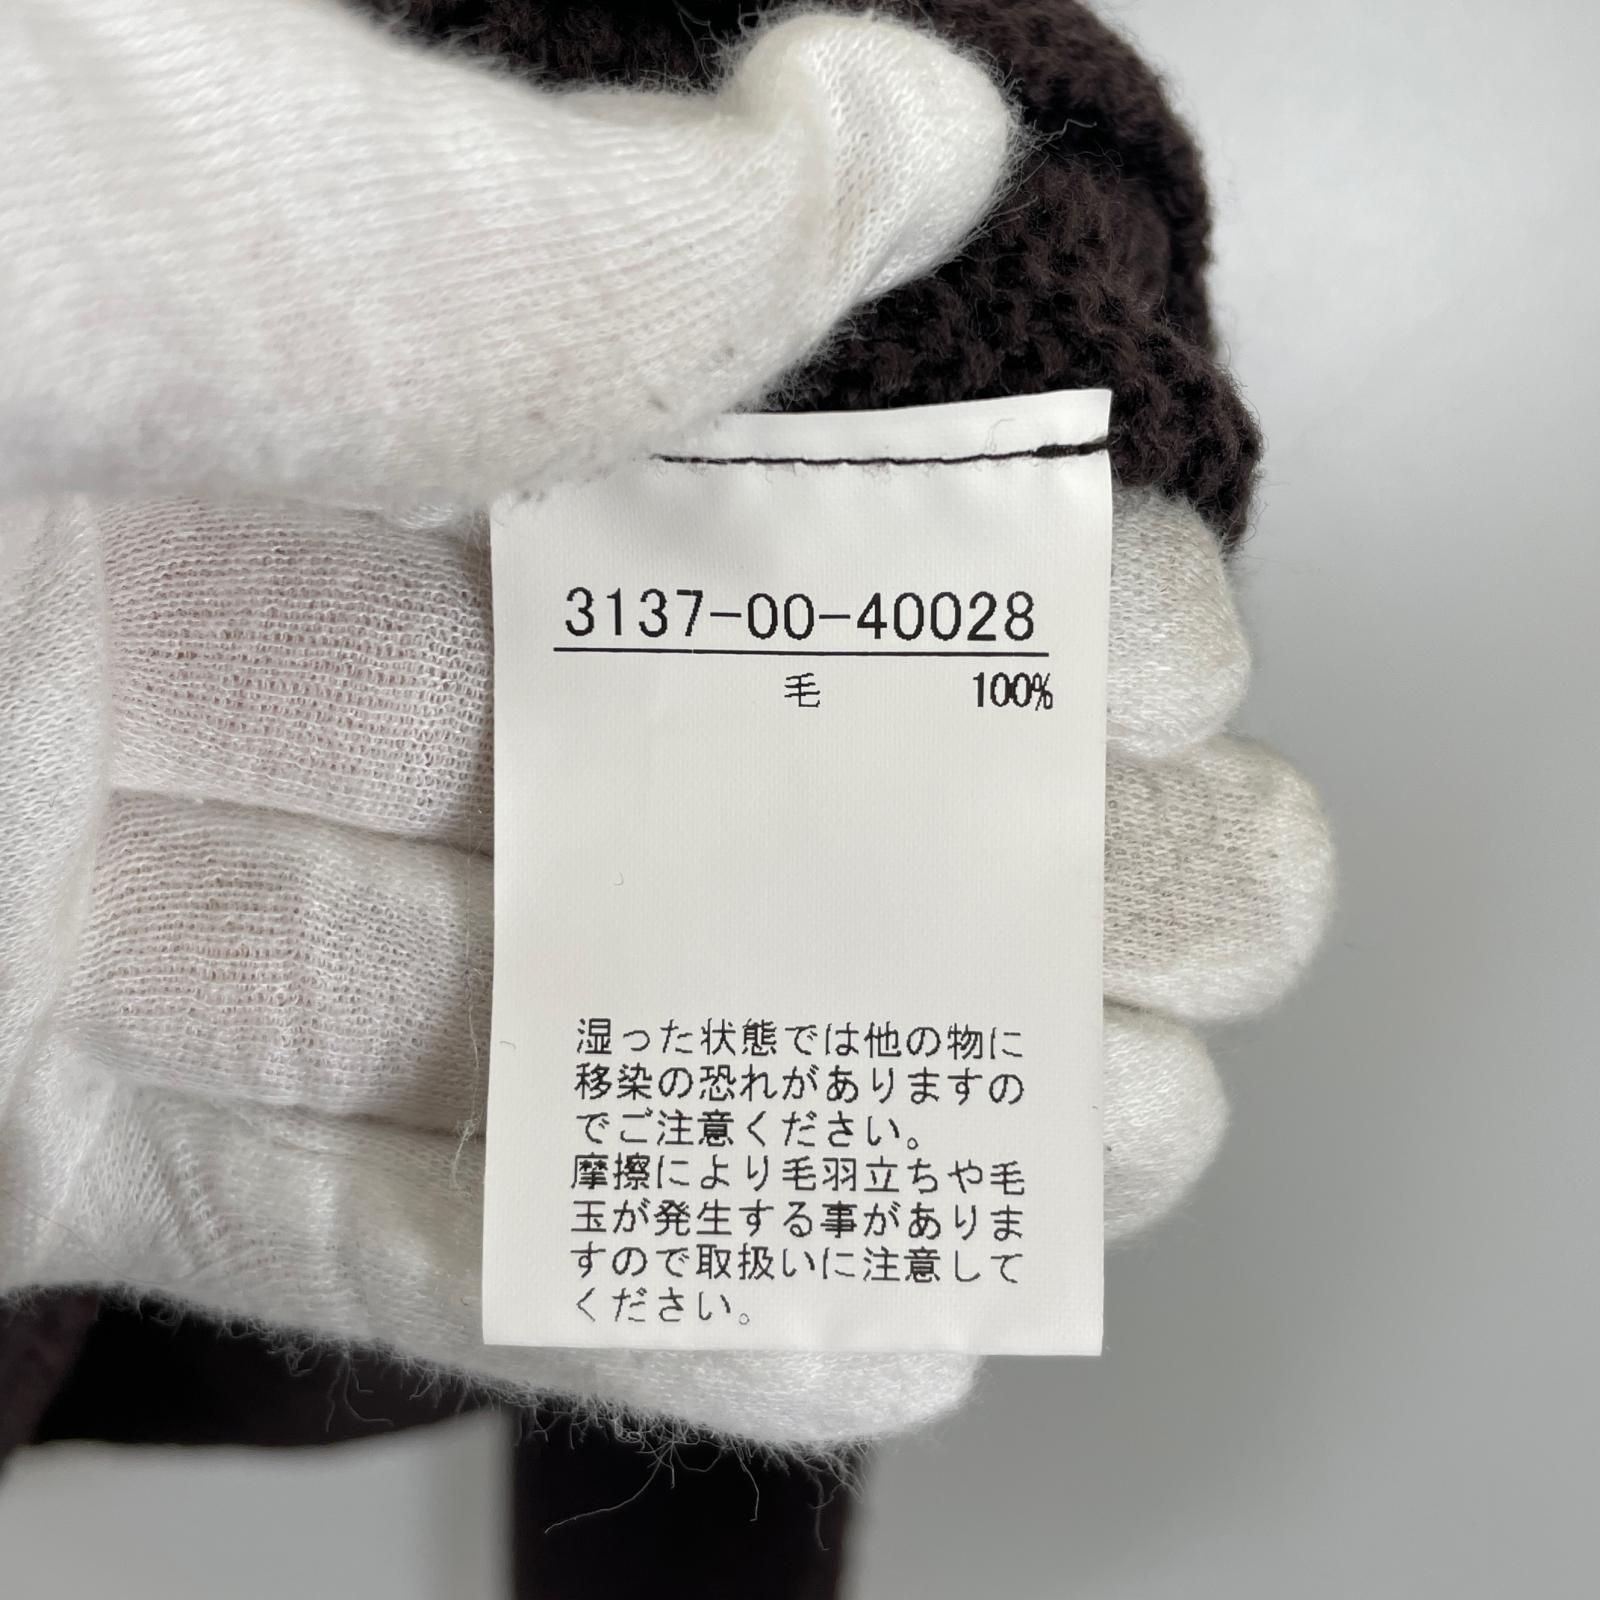 3137-00-40028
毛 100%
湿った状態では他の物に
移染の恐れがありますの
でご注意ください。
摩擦により毛羽立ちや毛
玉が発生する事がありま
すので取扱いに注意して
ください。